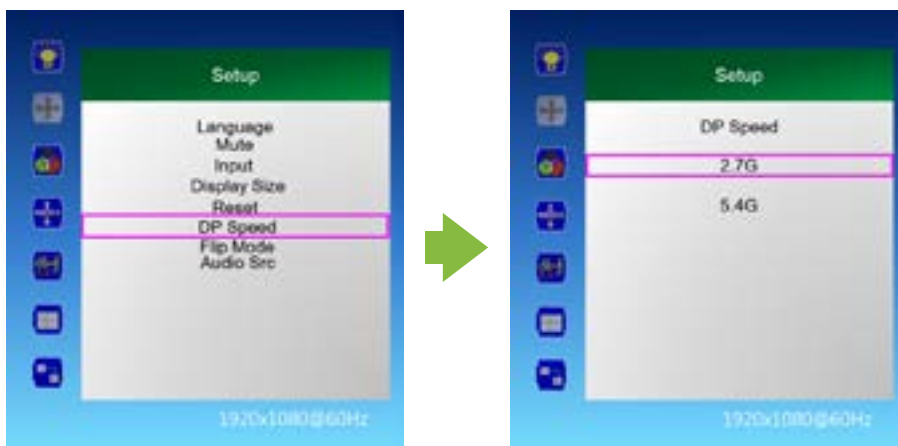 Setup
Language
Mute
Input
Display Size
Reset
DP Speed
Flip Mode
Audio Src
1920x1080@60Hz
Setup
DP Speed
2.7G
5.4G
1920x1080@60Hz